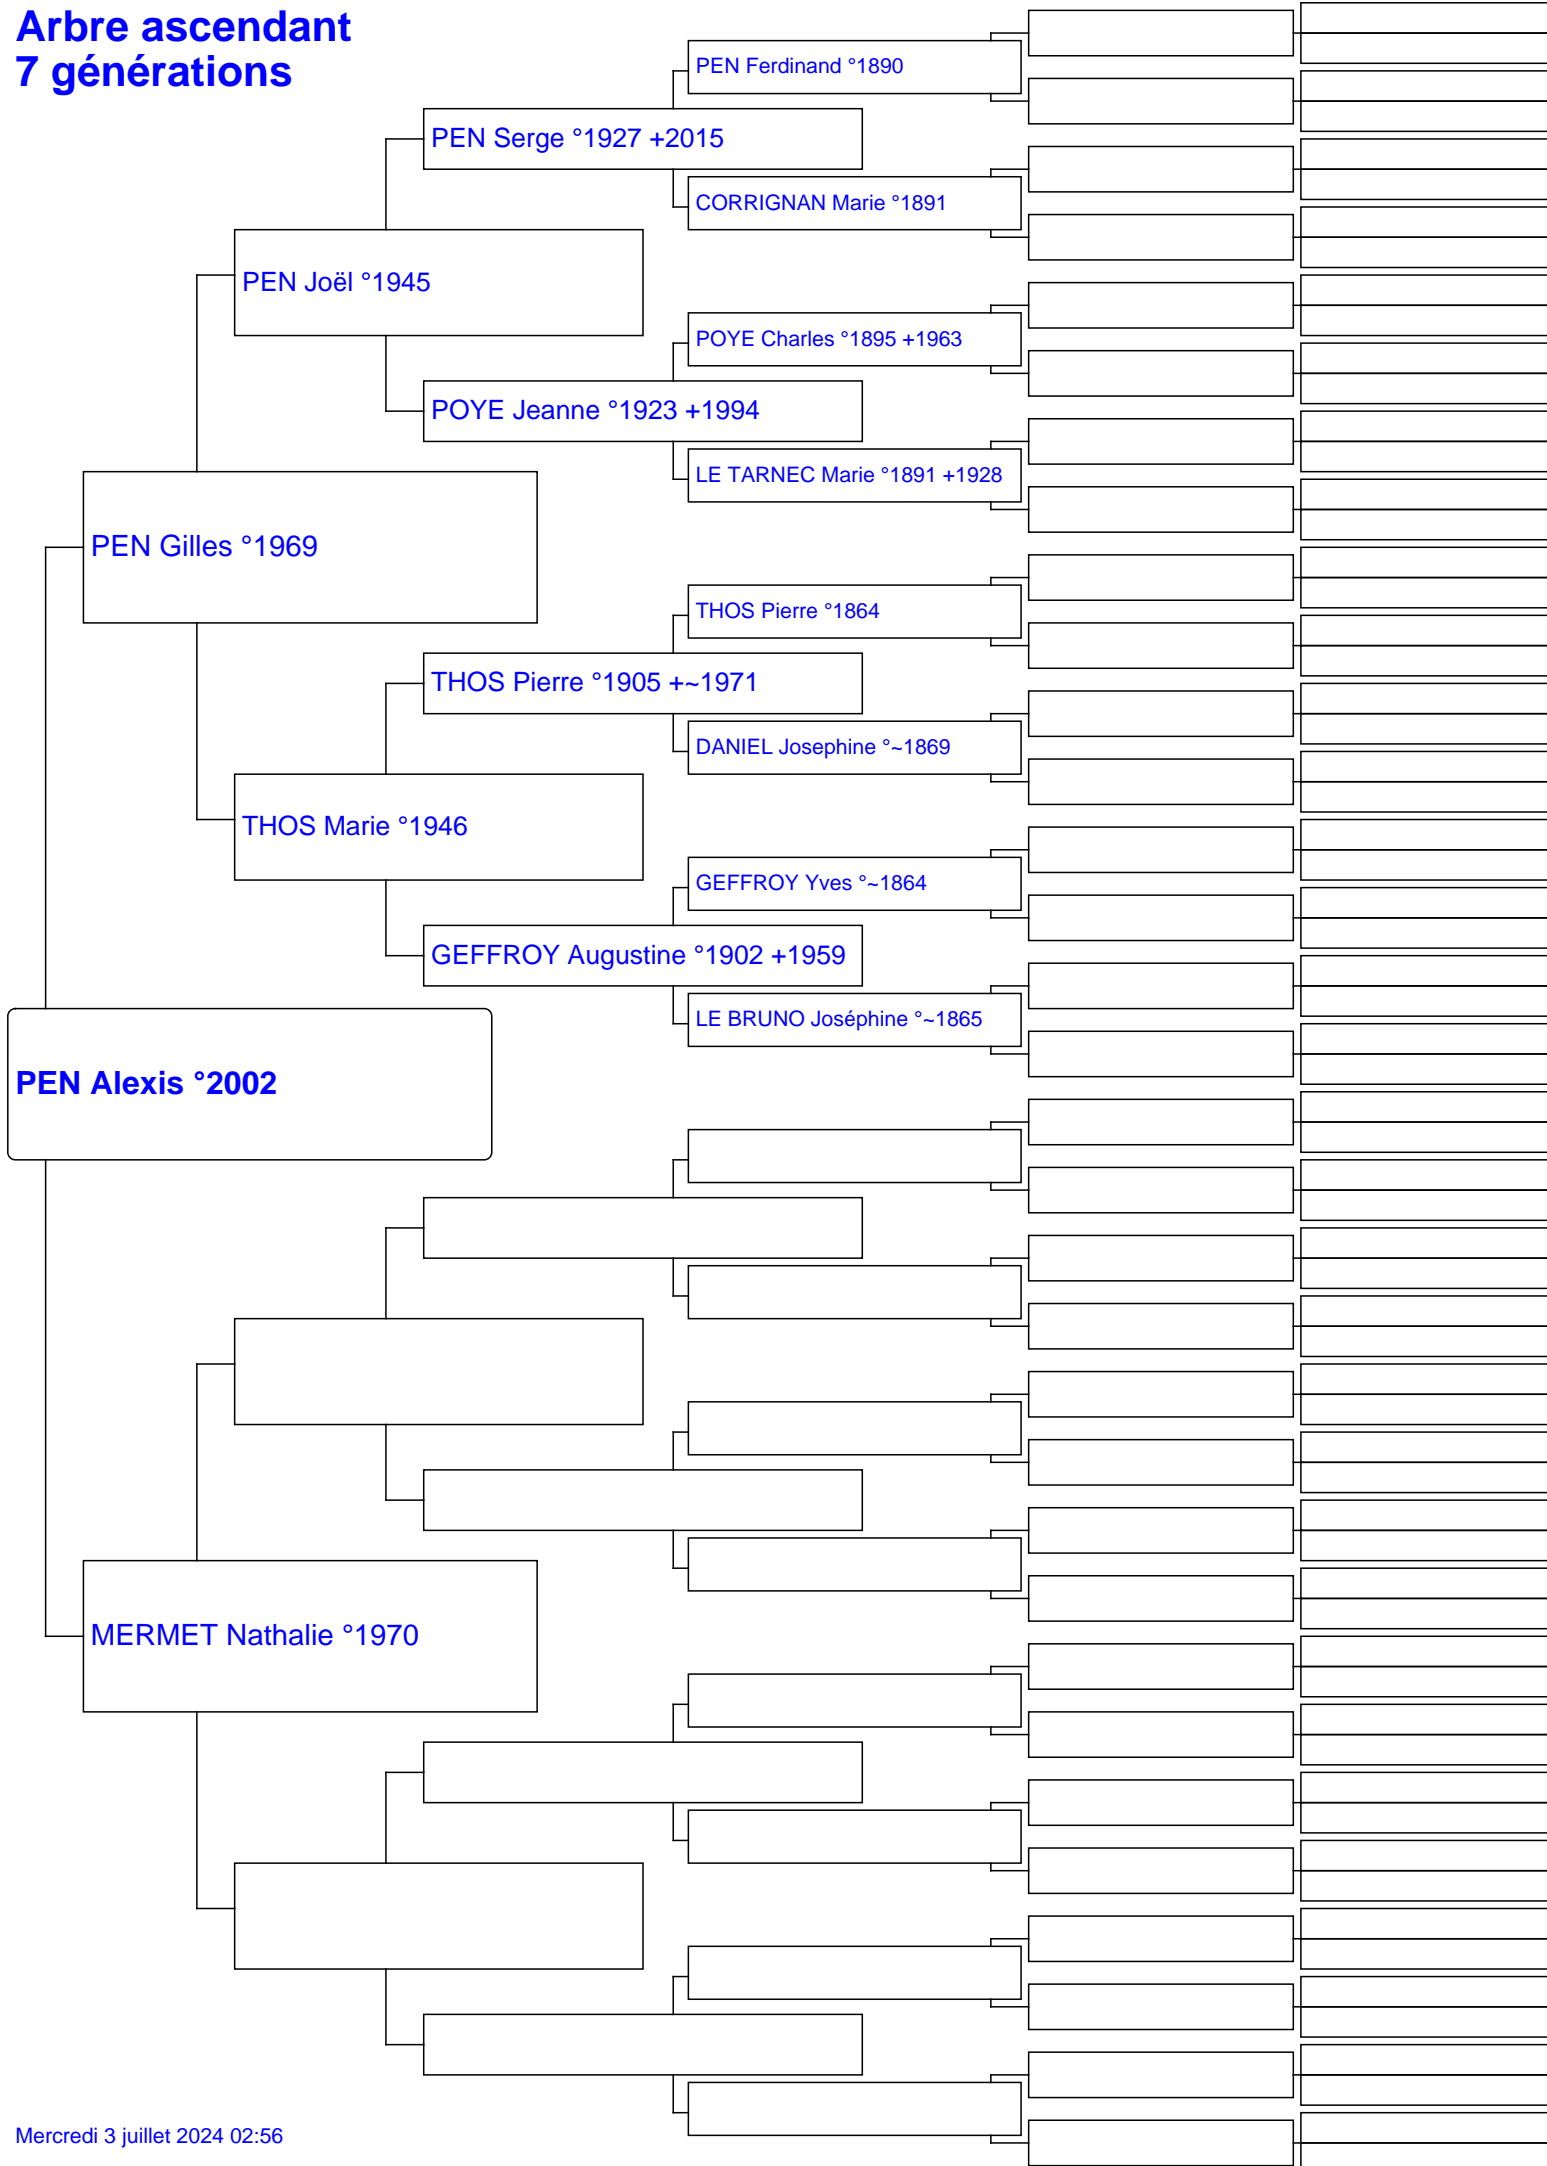 Arbre ascendant
7 générations
PEN Ferdinand °1890
PEN Serge °1927 +2015
CORRIGNAN Marie °1891
PEN Joël °1945
POYE Charles °1895 +1963
POYE Jeanne °1923 +1994
LE TARNEC Marie °1891 +1928
PEN Gilles °1969
THOS Pierre °1864
THOS Pierre °1905 +~1971
DANIEL Josephine °~1869
THOS Marie °1946
GEFFROY Yves °~1864
GEFFROY Augustine °1902 +1959
LE BRUNO Joséphine °~1865
PEN Alexis °2002
MERMET Nathalie °1970
Mercredi 3 juillet 2024 02:56